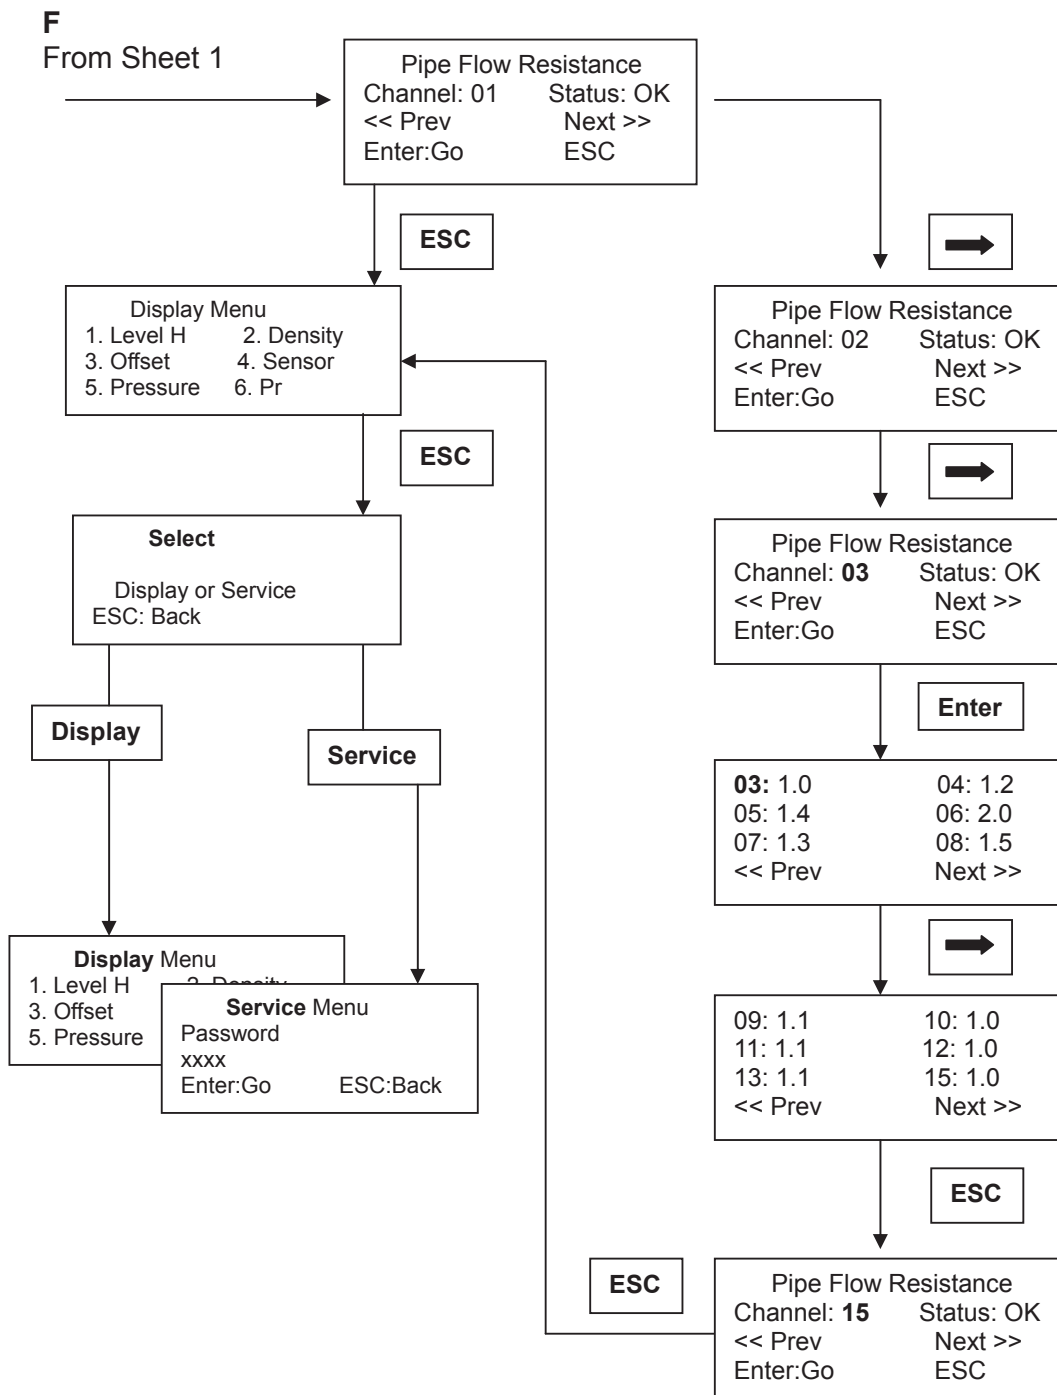 F
From Sheet 1
Pipe Flow Resistance
Channel: 01 Status: OK
<< Prev Next >>
Enter:Go ESC
ESC
Display Menu
1. Level H 2. Density
3. Offset 4. Sensor
5. Pressure 6. Pr
ESC
Select
Display or Service
ESC: Back
Display
Service
Display Menu
1. Level H 2. Density
3. Offset
5. Pressure
Service Menu
Password
xxxx
Enter:Go ESC:Back
Pipe Flow Resistance
Channel: 02 Status: OK
<< Prev Next >>
Enter:Go ESC
Pipe Flow Resistance
Channel: 03 Status: OK
<< Prev Next >>
Enter:Go ESC
Enter
03: 1.0 04: 1.2
05: 1.4 06: 2.0
07: 1.3 08: 1.5
<< Prev Next >>
09: 1.1 10: 1.0
11: 1.1 12: 1.0
13: 1.1 15: 1.0
<< Prev Next >>
ESC
ESC
Pipe Flow Resistance
Channel: 15 Status: OK
<< Prev Next >>
Enter:Go ESC